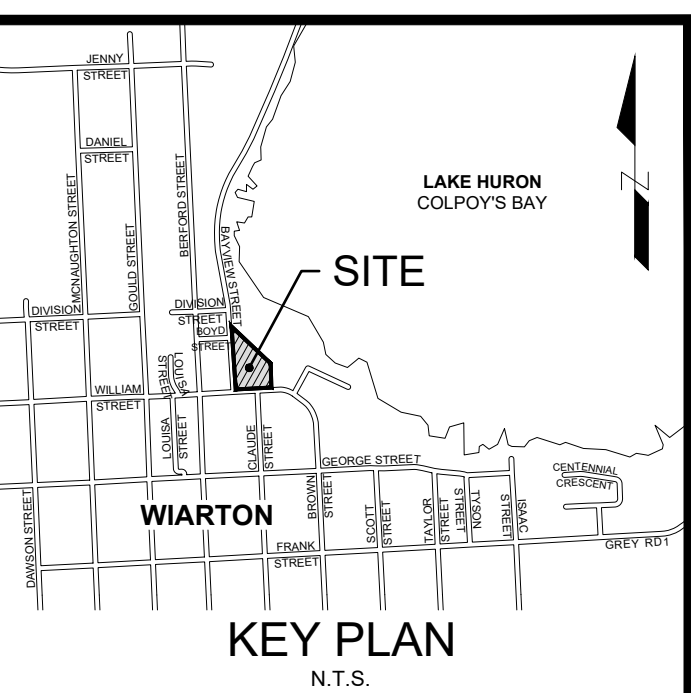 JENNY
STREET
DANIEL
STREET
MCNAUGHTON STREET
GOULD STREET
BERFORD STREET
BAYVIEW STREET
LAKE HURON
COLPOY'S BAY
N
SITE
DIVISION
STREET
DIVISION
STREET
BOYD
STREET
LOUISA
STREET
WILLIAM
STREET
LOUISA
STREET
CLAUDE
STREET
GEORGE STREET
CENTENNIAL
CRESCENT
DAWSON STREET
WIARTON
BROWN
STREET
SCOTT
STREET
TAYLOR
STREET
TYSON
STREET
ISAAC
STREET
FRANK
STREET
GREY RD1
KEY PLAN
N.T.S.